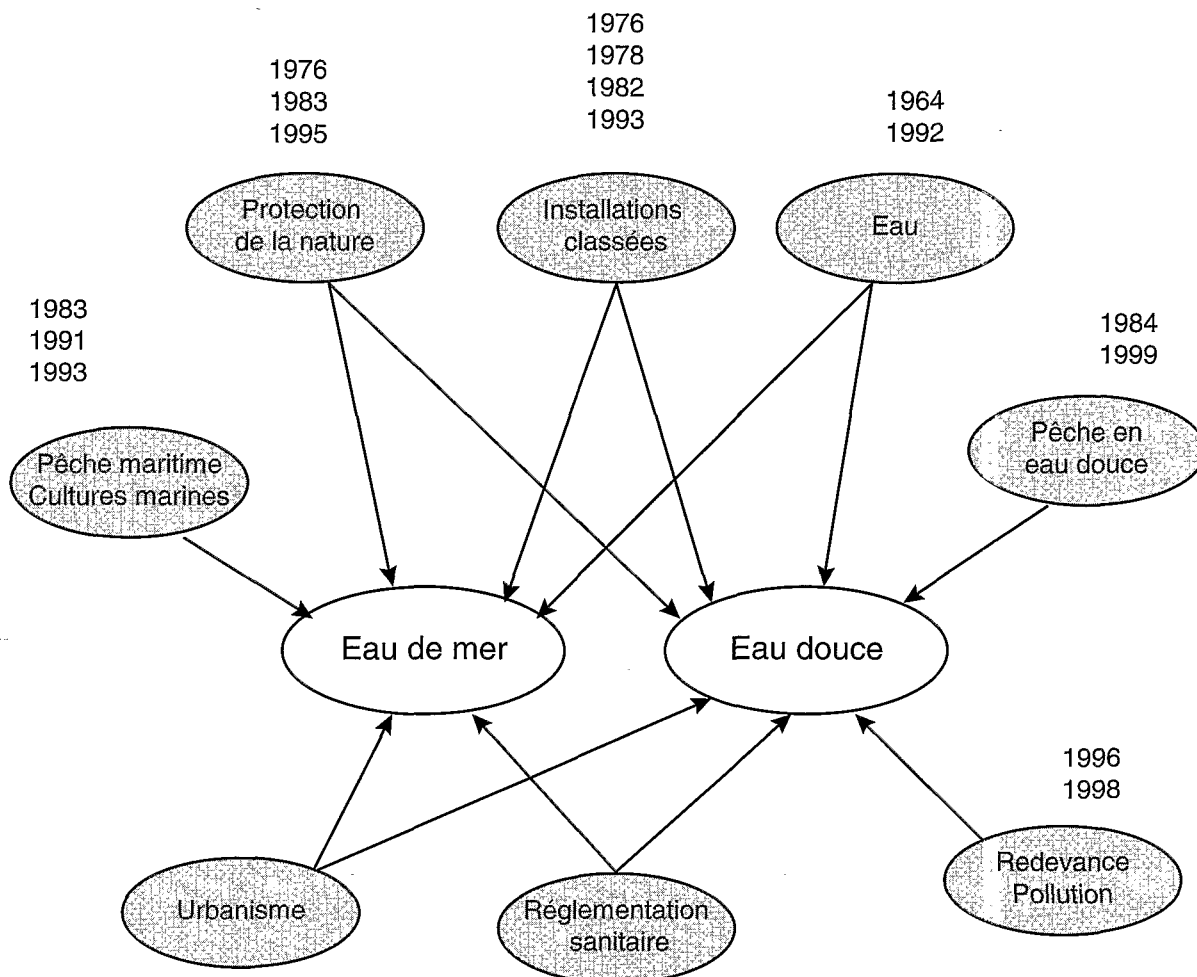 1976
1978
1982
1993
1976
1983
1995
1964
1992
Protection
de la nature
Installations
classées
Eau
1983
1991
1993
1984
1999
Pêche maritime
Cultures marines
Pêche en
eau douce
Eau de mer
Eau douce
1996
1998
Urbanisme
Réglementation
sanitaire
Redevance
Pollution